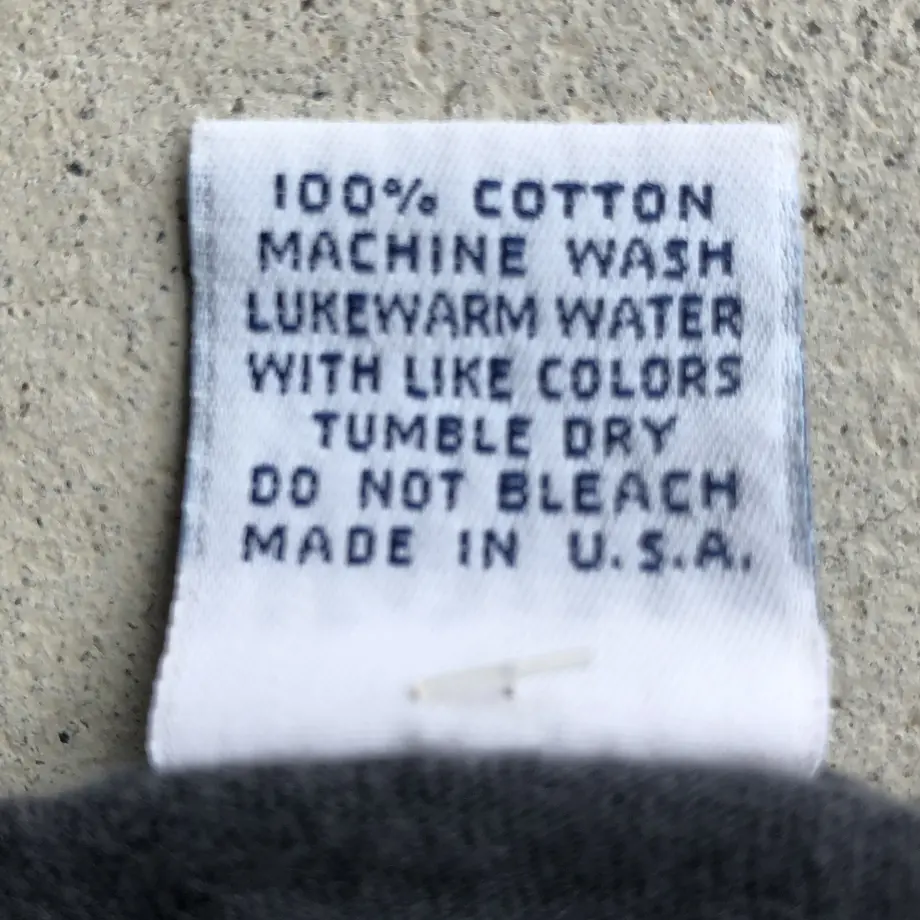 100% COTTON
MACHINE WASH
LUKEWARM WATER
WITH LIKE COLORS
TUMBLE DRY
DO NOT BLEACH
MADE IN U.S.A.